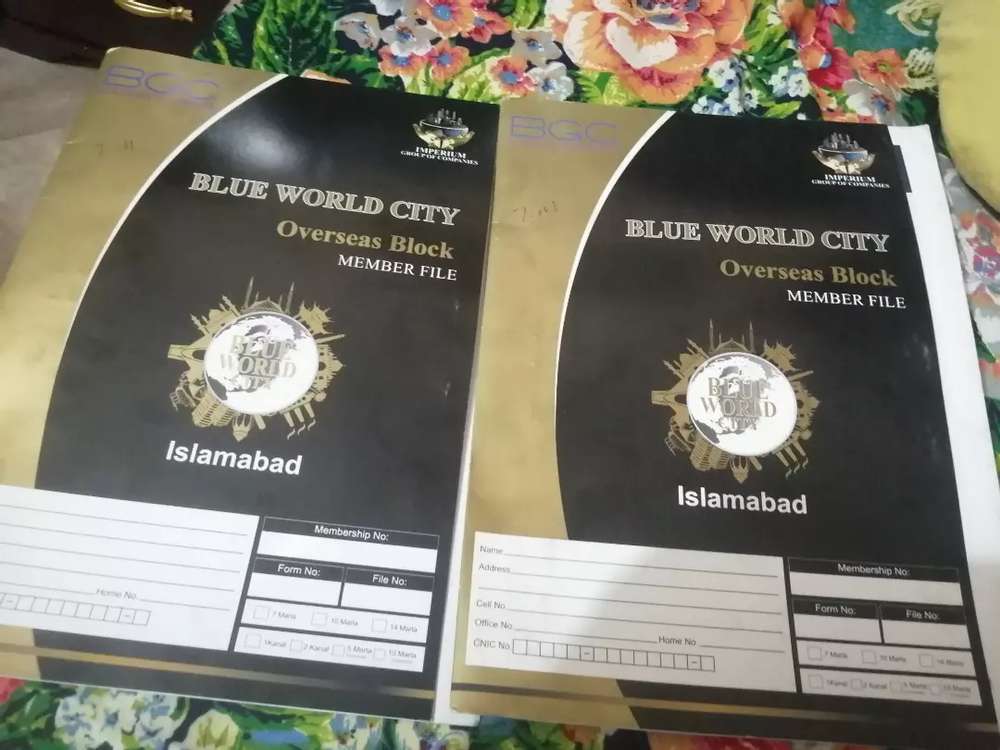 BGC
IMPERIUM
GROUP OF COMPANIES
BLUE WORLD CITY
Overseas Block
MEMBER FILE
BLUE
WORLD
CITY
Islamabad
Home No.
Membership No:
Form No:
File No:
7 Marla
10 Marla
14 Marla
1Kanal
2 Kanal
5 Marla
10 Marla
BGC
IMPERIUM
GROUP OF COMPANIES
BLUE WORLD CITY
Overseas Block
MEMBER FILE
BLUE
WORLD
CITY
Islamabad
Name
Address
Cell No.
Office No.
Home No
CNIC No
Membership No:
Form No:
File No:
7 Marla
10 Marla
14 Marla
1Kanal
2 Kanal
5 Marla
10 Marla